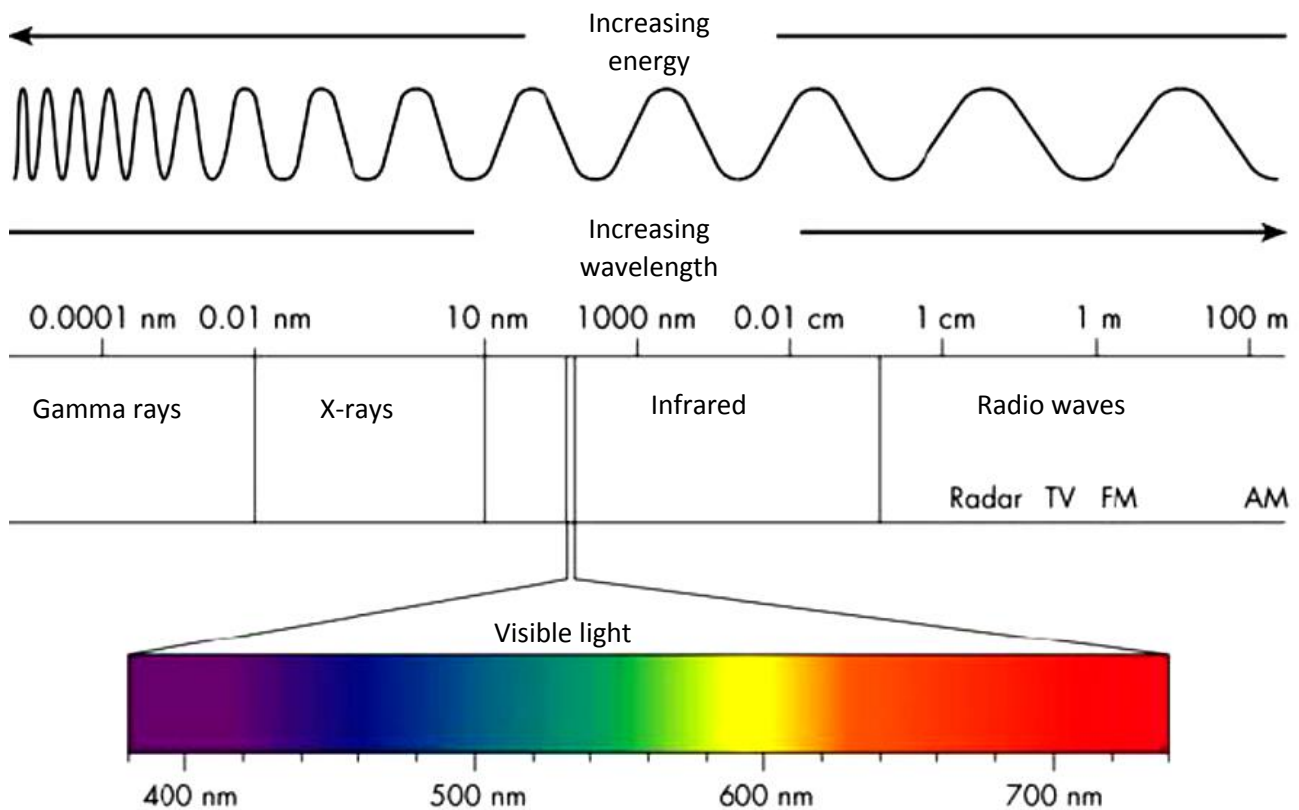 Increasing
energy
Increasing
wavelength
0.0001 nm 0.01 nm 10 nm 1000 nm 0.01 cm 1 cm 1 m 100 m
Gamma rays X-rays Infrared Radio waves
Radar TV FM AM
Visible light
400 nm 500 nm 600 nm 700 nm